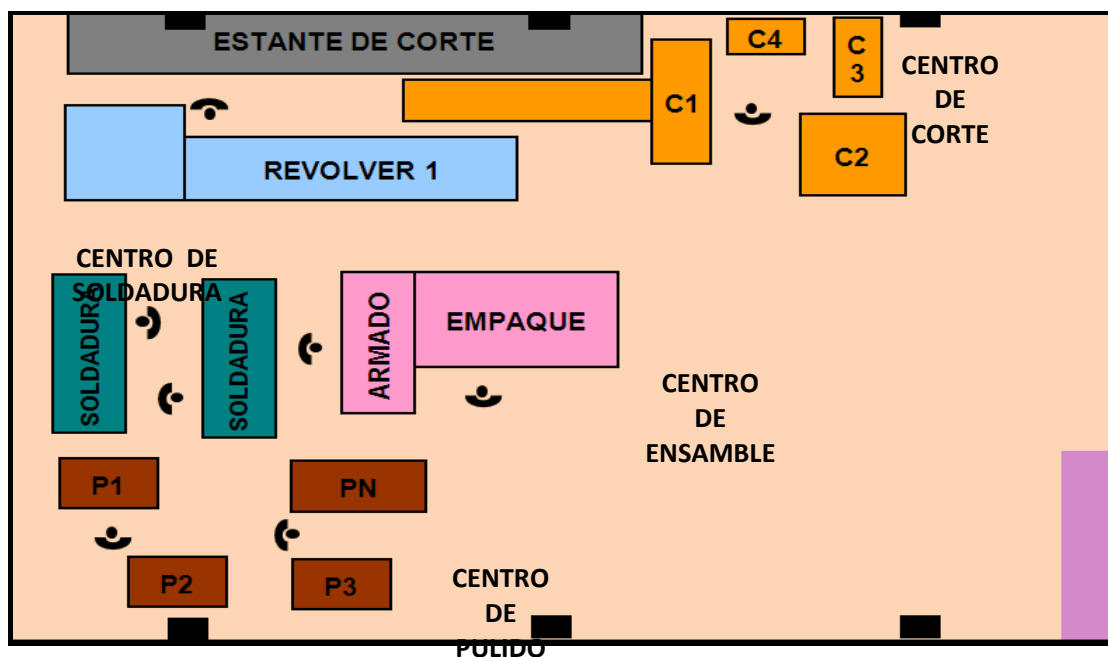 ESTANTE DE CORTE
C4
C
3
CENTRO
DE
CORTE
C1
C2
REVOLVER 1
CENTRO DE
SOLDADURA
SOLDADURA
SOLDADURA
ARMADO
EMPAQUE
CENTRO
DE
ENSAMBLE
P1
PN
P2
P3
CENTRO
DE
PULIDO